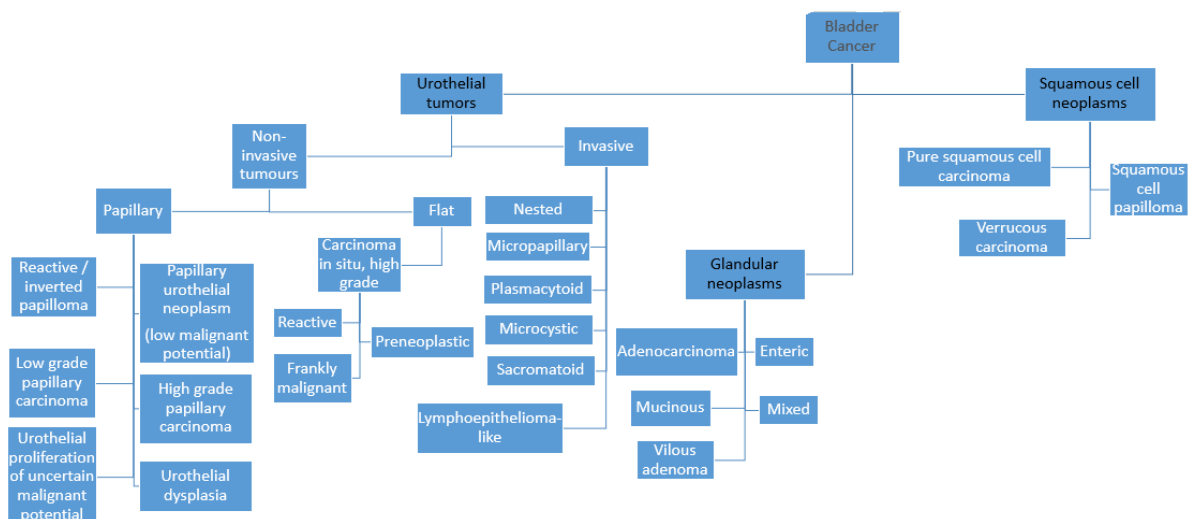 Bladder
Cancer
Urothelial
tumors
Squamous cell
neoplasms
Non-
invasive
tumours
Invasive
Pure squamous cell
carcinoma
Squamous
cell
papilloma
Verrucous
carcinoma
Papillary
Flat
Nested
Micropapillary
Plasmacytoid
Microcystic
Sacromatoid
Lymphoepithelioma-
like
Carcinoma
in situ, high
grade
Reactive
Preneoplastic
Frankly
malignant
Reactive /
inverted
papilloma
Papillary
urothelial
neoplasm
(low malignant
potential)
Low grade
papillary
carcinoma
High grade
papillary
carcinoma
Urothelial
proliferation
of uncertain
malignant
potential
Urothelial
dysplasia
Glandular
neoplasms
Adenocarcinoma
Enteric
Mucinous
Mixed
Vilous
adenoma